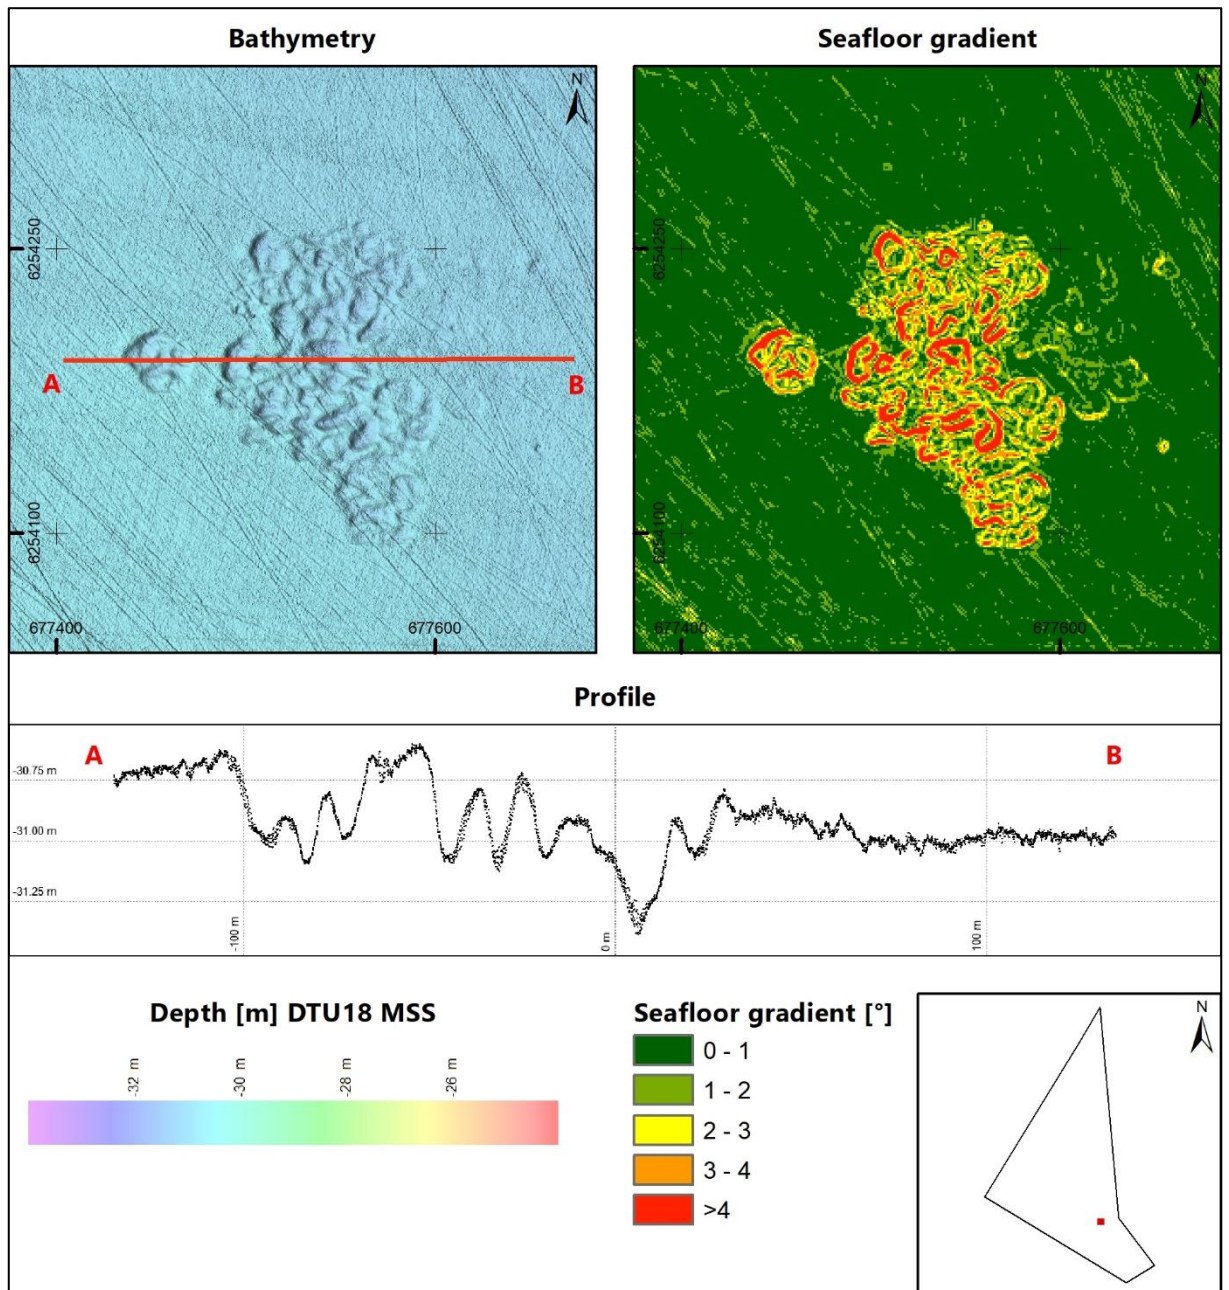 Bathymetry
Seafloor gradient
N
N
6254250
6254250
A
B
6254100
6254100
677400
677600
677400
677600
Profile
A
B
-30.75 m
-31.00 m
-31.25 m
-100 m
0 m
100 m
Depth [m] DTU18 MSS
-32 m
-30 m
-28 m
-26 m
Seafloor gradient [°]
0 - 1
1 - 2
2 - 3
3 - 4
>4
N